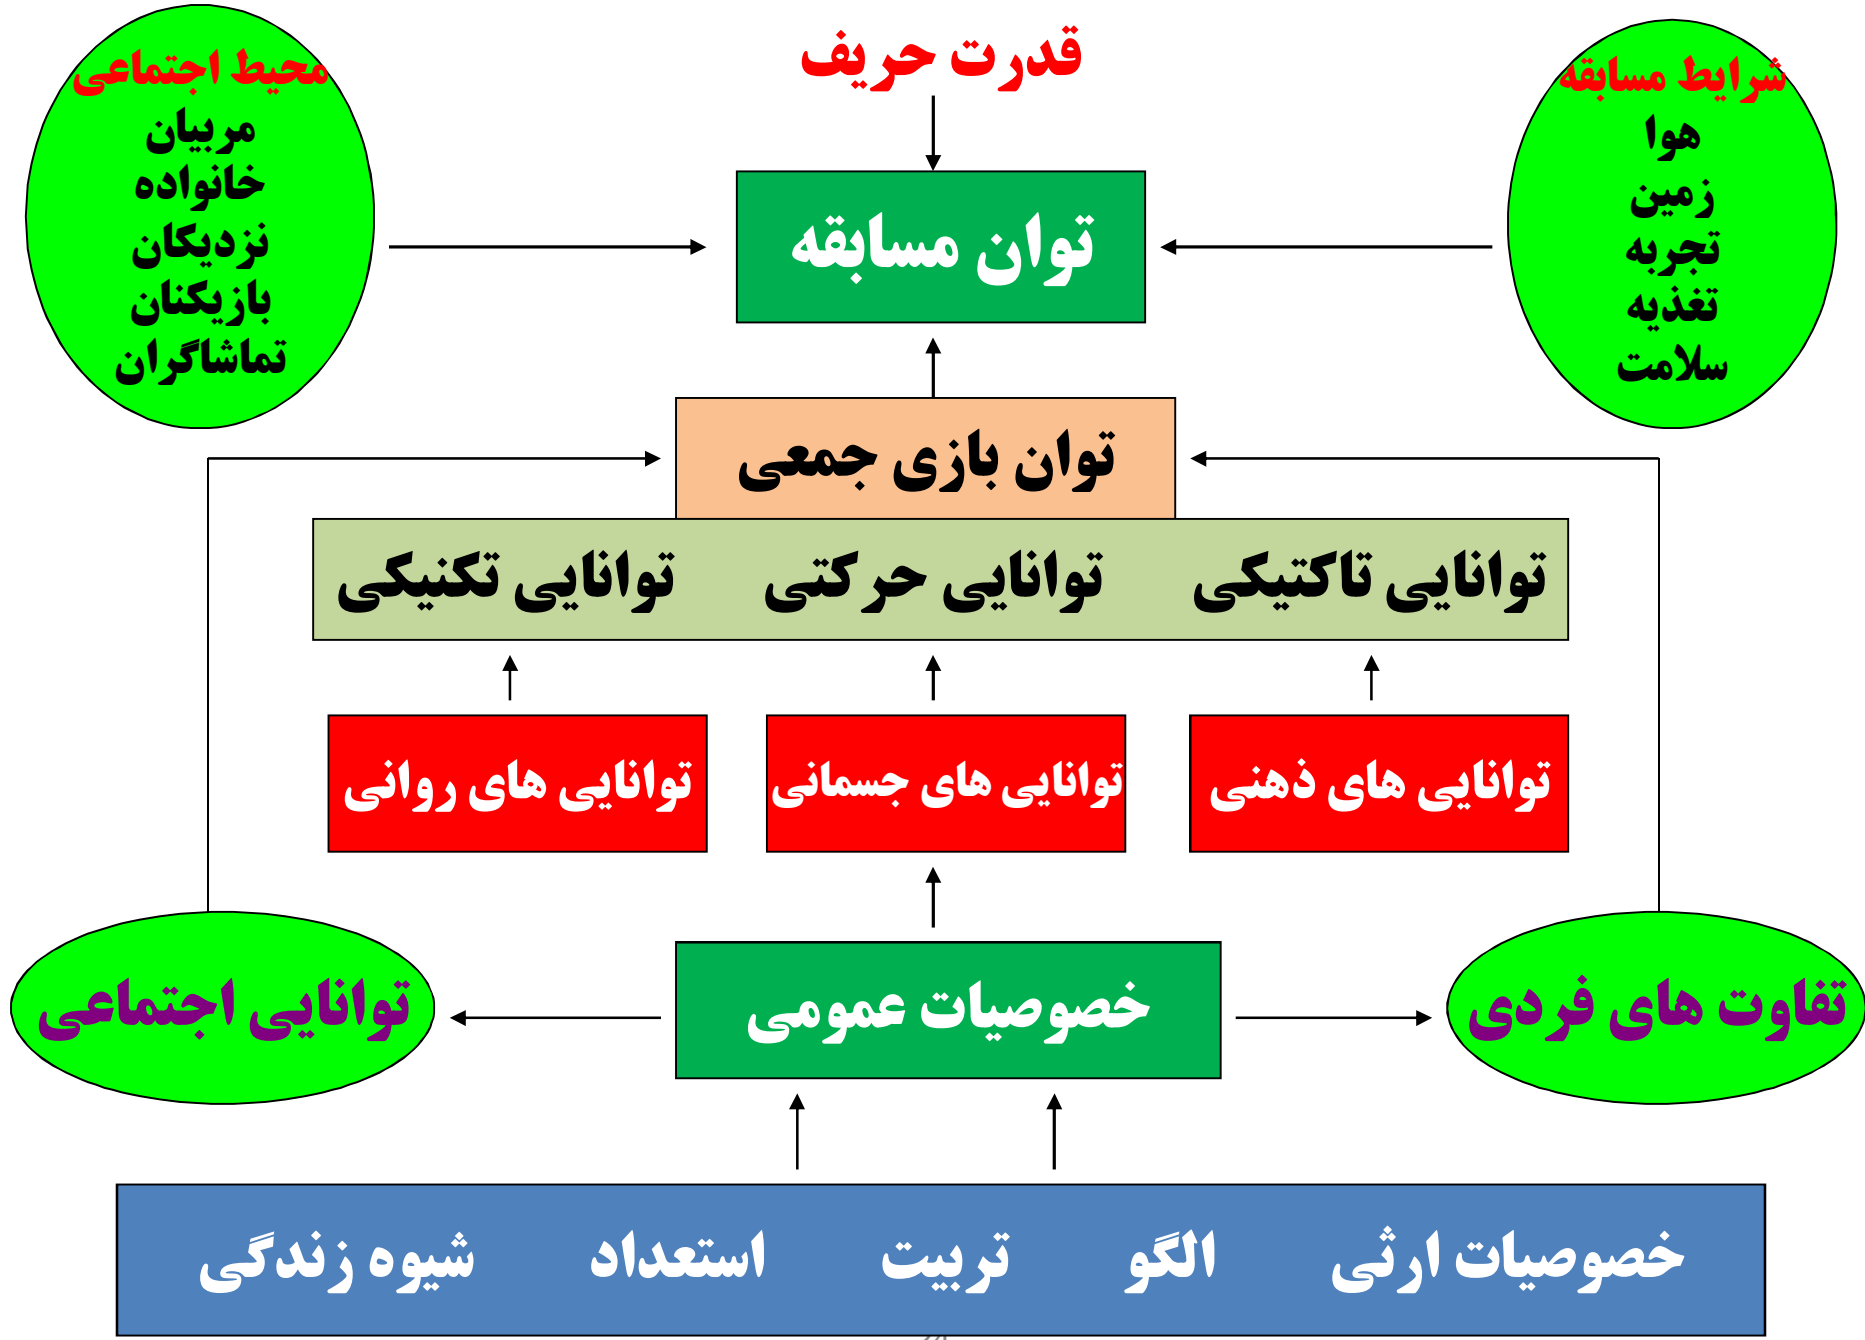 قدرت حریف
شرایط مسابقه
هوا
زمین
تجربه
تغذیه
سلامت
محیط اجتماعی
مربیان
خانواده
نزدیکان
بازیکنان
تماشاگران
توان مسابقه
توان بازی جمعی
توانایی تاکتیکی توانایی حرکتی توانایی تکنیکی
توانایی های ذهنی
توانایی های جسمانی
توانایی های روانی
تفاوت های فردی
خصوصیات عمومی
توانایی اجتماعی
خصوصیات ارثی الگو تربیت استعداد شیوه زندگی